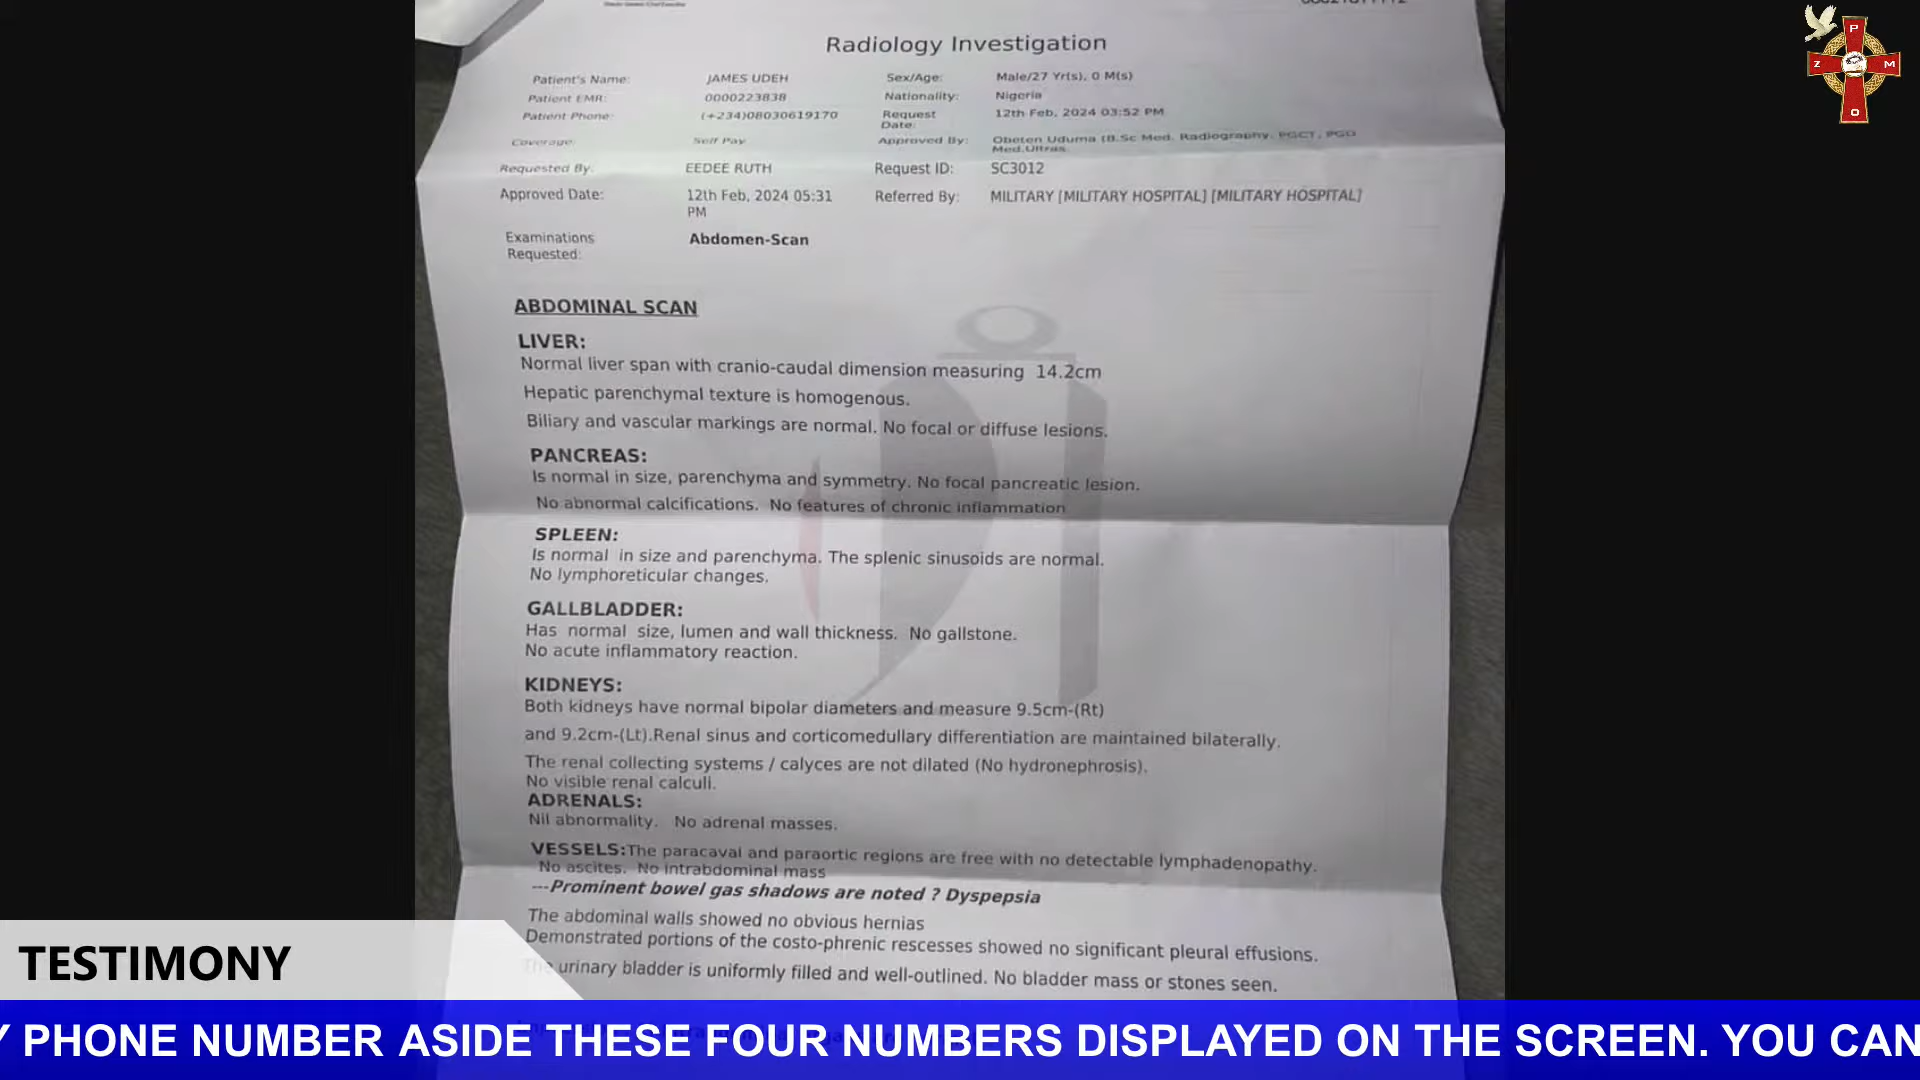 Radiology Investigation
Patient's Name: JAMES UDEH Sex/Age: Male/27 Yr(s), 0 M(s)
Patient EMR: 0000223838 Nationality: Nigeria
Patient Phone: (+234)08030619170 Request Date: 12th Feb, 2024 03:52 PM
Coverage: Self Pay Approved By: Obeten Uduma (B.Sc Med. Radiography. PGCT, PGD Med.Ultras
Requested By: EEDEE RUTH Request ID: SC3012
Approved Date: 12th Feb, 2024 05:31 PM Referred By: MILITARY [MILITARY HOSPITAL] [MILITARY HOSPITAL]
Examinations Requested: Abdomen-Scan
ABDOMINAL SCAN
LIVER:
Normal liver span with cranio-caudal dimension measuring 14.2cm
Hepatic parenchymal texture is homogenous.
Biliary and vascular markings are normal. No focal or diffuse lesions.
PANCREAS:
Is normal in size, parenchyma and symmetry. No focal pancreatic lesion.
No abnormal calcifications. No features of chronic inflammation
SPLEEN:
Is normal in size and parenchyma. The splenic sinusoids are normal.
No lymphoreticular changes.
GALLBLADDER:
Has normal size, lumen and wall thickness. No gallstone.
No acute inflammatory reaction.
KIDNEYS:
Both kidneys have normal bipolar diameters and measure 9.5cm-(Rt)
and 9.2cm-(Lt).Renal sinus and corticomedullary differentiation are maintained bilaterally.
The renal collecting systems / calyces are not dilated (No hydronephrosis).
No visible renal calculi.
ADRENALS:
Nil abnormality. No adrenal masses.
VESSELS:The paracaval and paraortic regions are free with no detectable lymphadenopathy.
No ascites. No intrabdominal mass
---Prominent bowel gas shadows are noted ? Dyspepsia
The abdominal walls showed no obvious hernias
Demonstrated portions of the costo-phrenic rescesses showed no significant pleural effusions.
The urinary bladder is uniformly filled and well-outlined. No bladder mass or stones seen.
P
Z M
O
TESTIMONY
Y PHONE NUMBER ASIDE THESE FOUR NUMBERS DISPLAYED ON THE SCREEN. YOU CAN